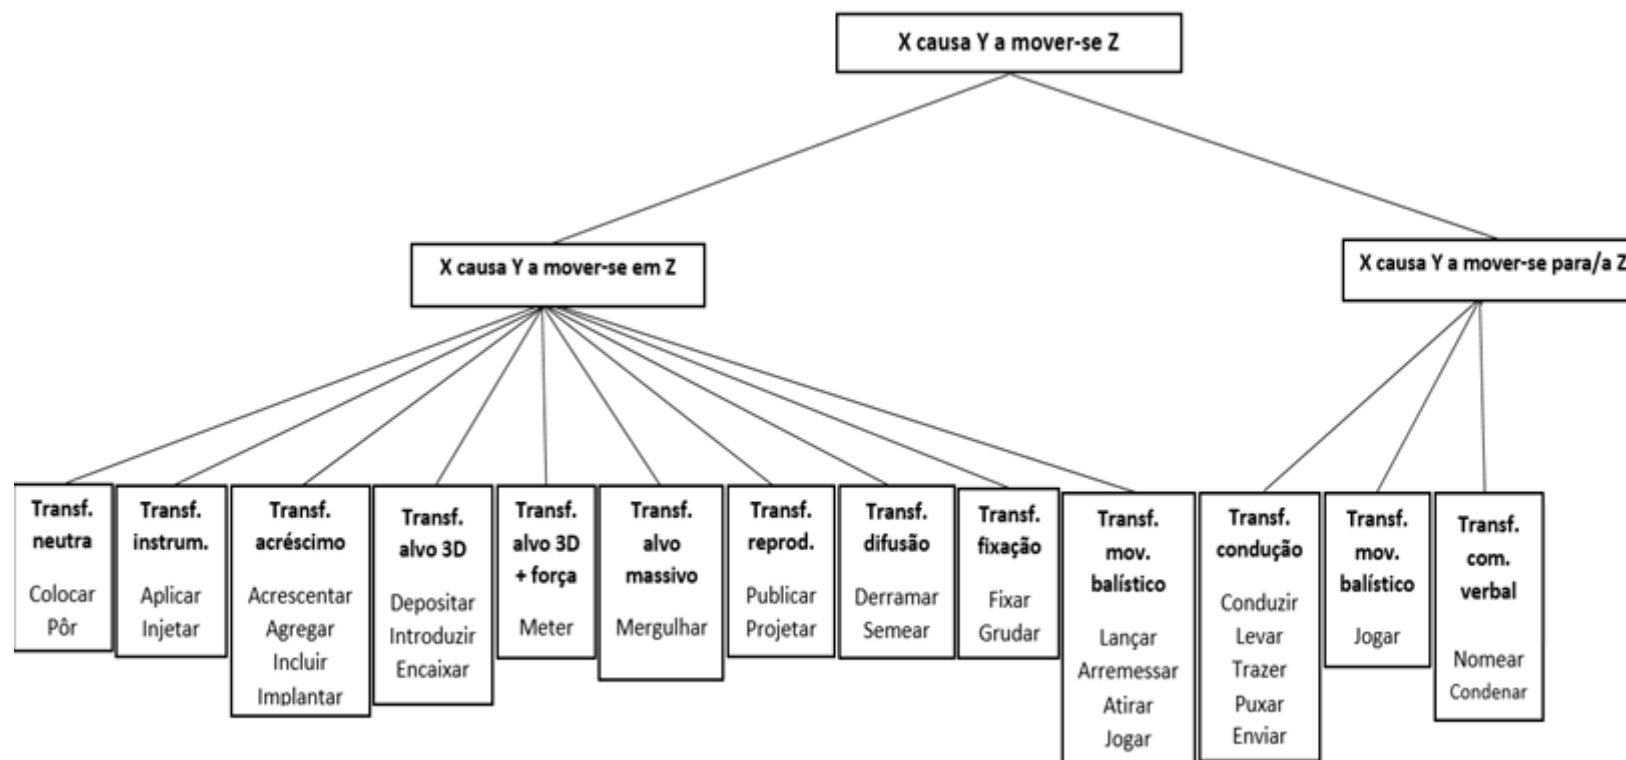 X causa Y a mover-se Z
X causa Y a mover-se em Z
X causa Y a mover-se para/a Z
Transf.
neutra
Colocar
Pôr
Transf.
instrum.
Aplicar
Injetar
Transf.
acréscimo
Acrescentar
Agregar
Incluir
Implantar
Transf.
alvo 3D
Depositar
Introduzir
Encaixar
Transf.
alvo 3D
+ força
Meter
Transf.
alvo
massivo
Mergulhar
Transf.
reprod.
Publicar
Projetar
Transf.
difusão
Derramar
Semear
Transf.
fixação
Fixar
Grudar
Transf.
mov.
balístico
Lançar
Arremessar
Atirar
Jogar
Transf.
condução
Conduzir
Levar
Trazer
Puxar
Enviar
Transf.
mov.
balístico
Jogar
Transf.
com.
verbal
Nomear
Condenar